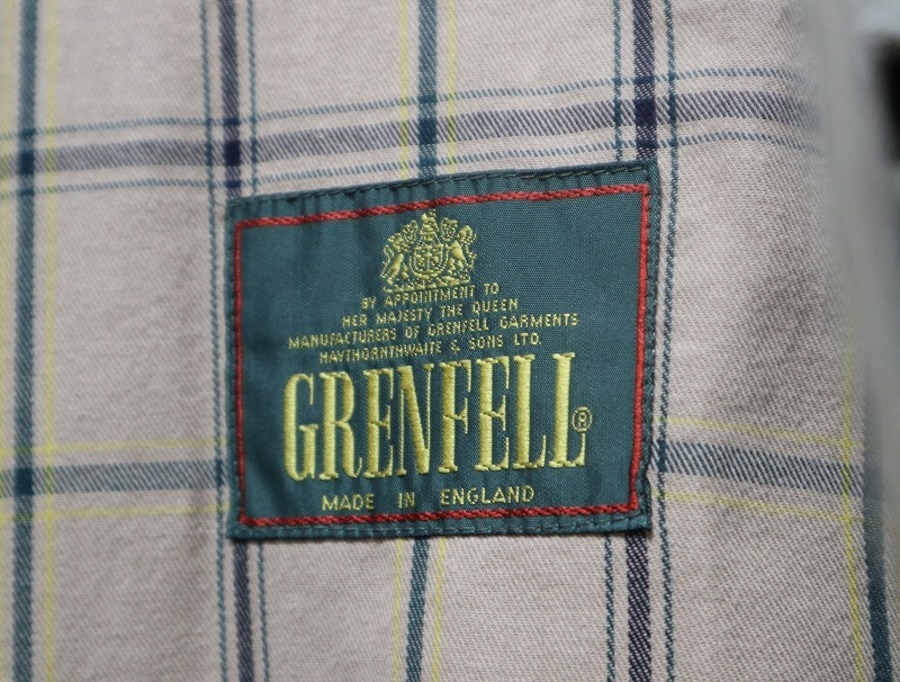 BY APPOINTMENT TO
HER MAJESTY THE QUEEN
MANUFACTURERS OF GRENFELL GARMENTS
HAYTHORNTHWAITE & SONS LTD.
GRENFELL®
MADE IN ENGLAND